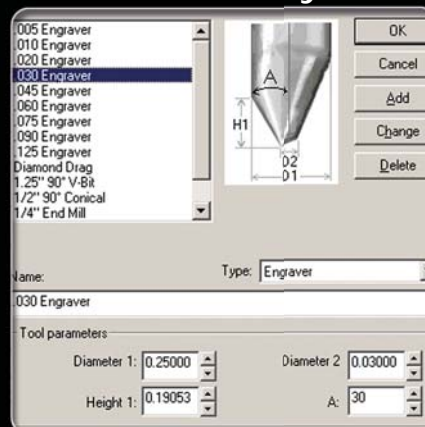 .005 Engraver
.010 Engraver
.020 Engraver
.030 Engraver
.045 Engraver
.060 Engraver
.075 Engraver
.090 Engraver
.125 Engraver
Diamond Drag
1.25" 90° V-Bit
1/2" 90° Conical
1/4" End Mill
A
H1
D2
D1
OK
Cancel
Add
Change
Delete
Name:
Type: Engraver
.030 Engraver
Tool parameters
Diameter 1: 0.25000
Diameter 2 0.03000
Height 1: 0.19053
A: 30